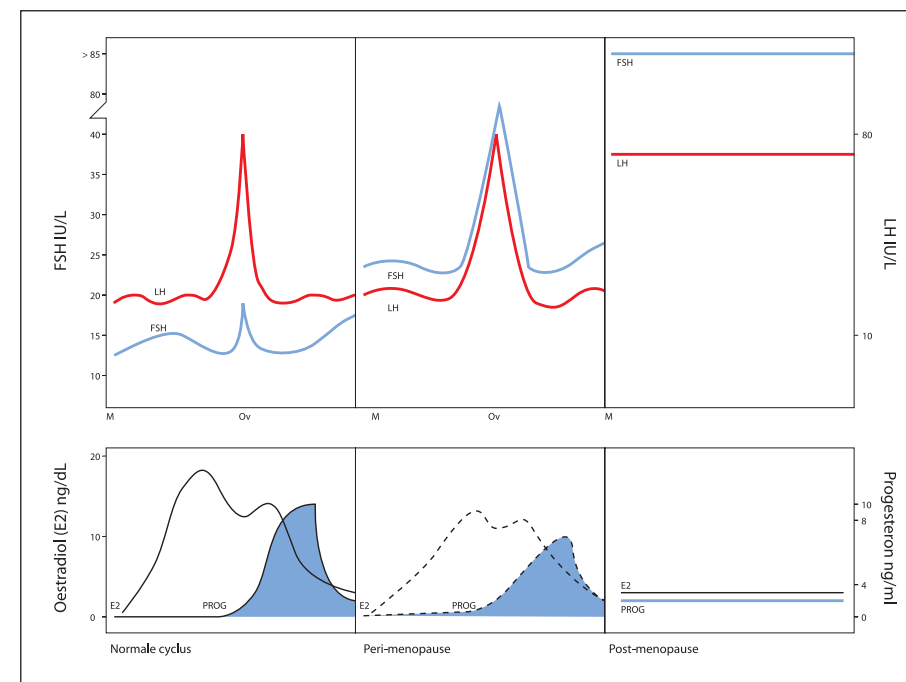 > 85
80
40
35
30
25
20
15
10
FSH IU/L
LH
FSH
FSH
LH
FSH
LH
80
10
LH IU/L
M
Ov
M
Ov
M
20
10
0
Oestradiol (E2) ng/dL
E2
PROG
E2
PROG
E2
PROG
10
8
4
0
Progesteron ng/ml
Normale cyclus
Peri-menopause
Post-menopause